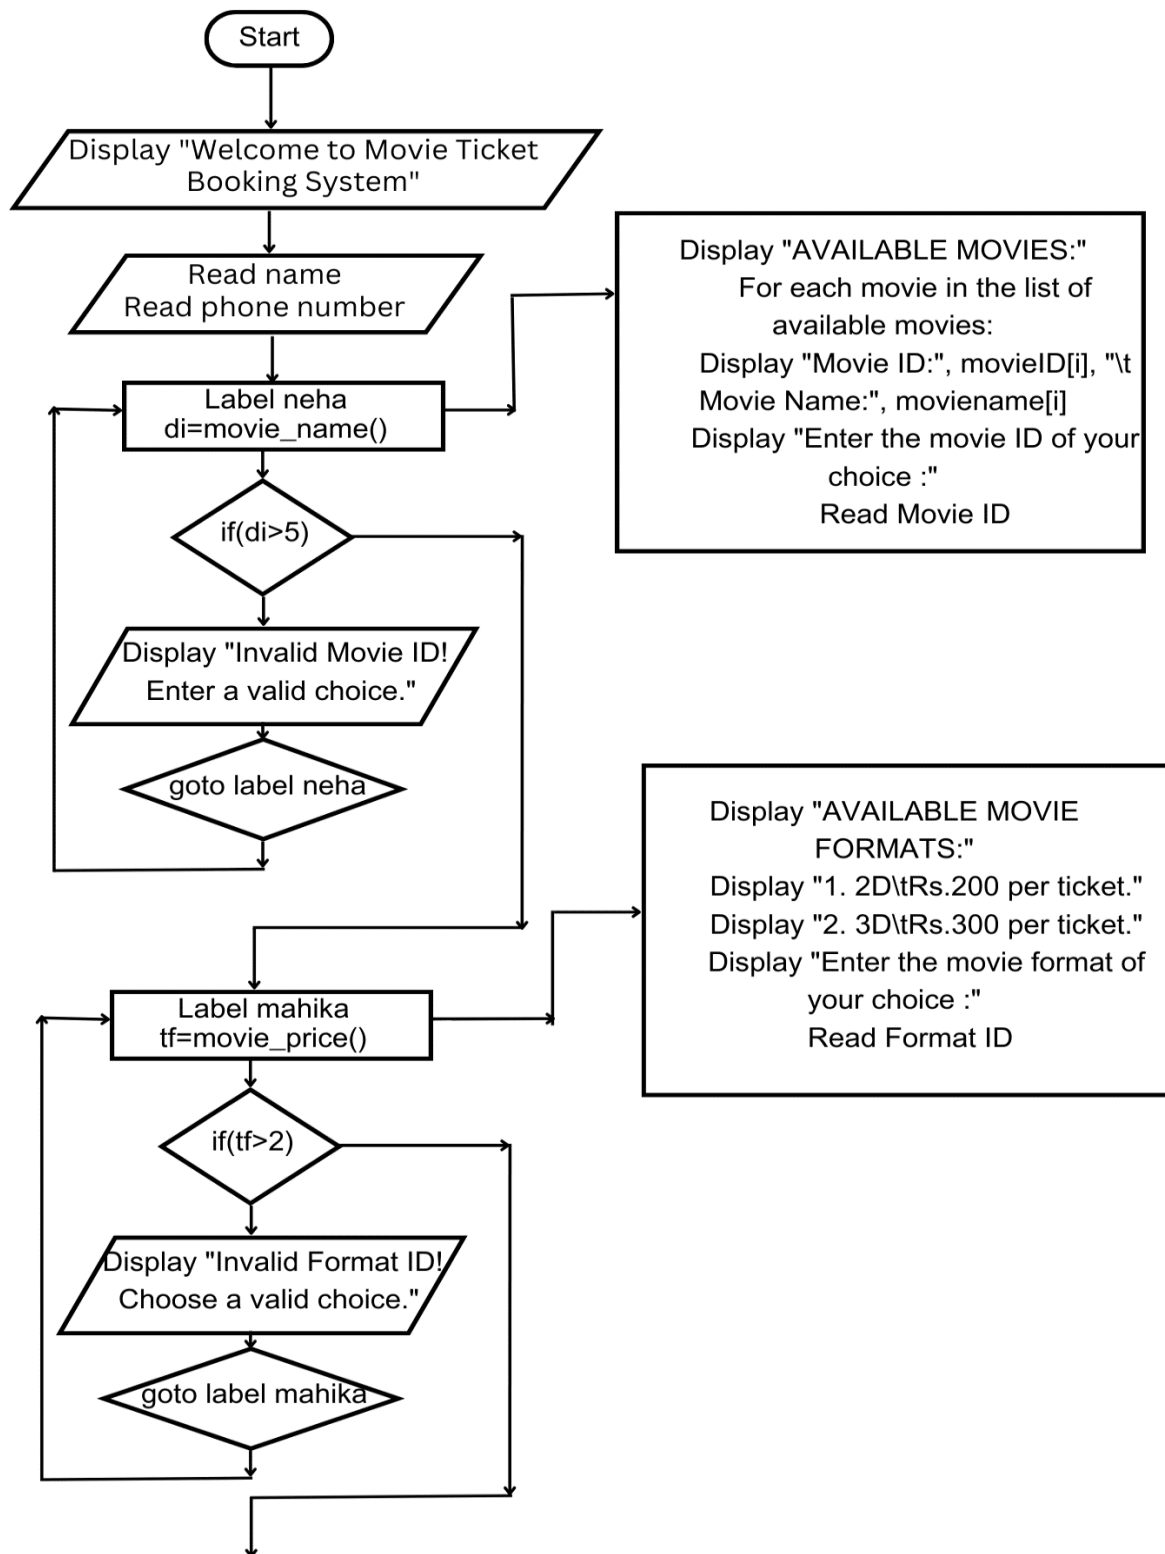 Start
Display "Welcome to Movie Ticket
Booking System"
Read name
Read phone number
Label neha
di=movie_name()
Display "AVAILABLE MOVIES:"
For each movie in the list of
available movies:
Display "Movie ID:", movieID[i], "\t
Movie Name:", moviename[i]
Display "Enter the movie ID of your
choice :"
Read Movie ID
if(di>5)
Display "Invalid Movie ID!
Enter a valid choice."
goto label neha
Label mahika
tf=movie_price()
Display "AVAILABLE MOVIE
FORMATS:"
Display "1. 2D\tRs.200 per ticket."
Display "2. 3D\tRs.300 per ticket."
Display "Enter the movie format of
your choice :"
Read Format ID
if(tf>2)
Display "Invalid Format ID!
Choose a valid choice."
goto label mahika